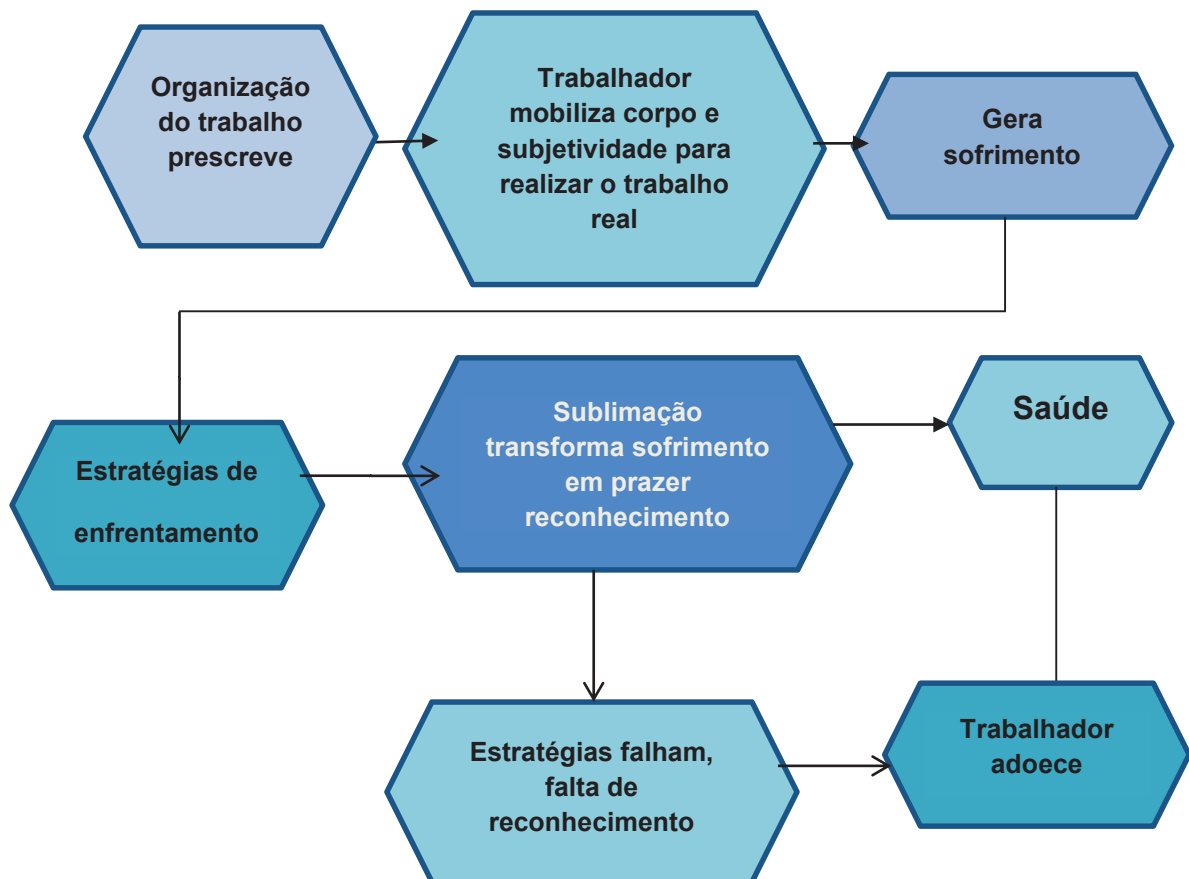 Organização
do trabalho
prescreve
Trabalhador
mobiliza corpo e
subjetividade para
realizar o trabalho
real
Gera
sofrimento
Estratégias de
enfrentamento
Sublimação
transforma sofrimento
em prazer
reconhecimento
Saúde
Estratégias falham,
falta de
reconhecimento
Trabalhador
adoece